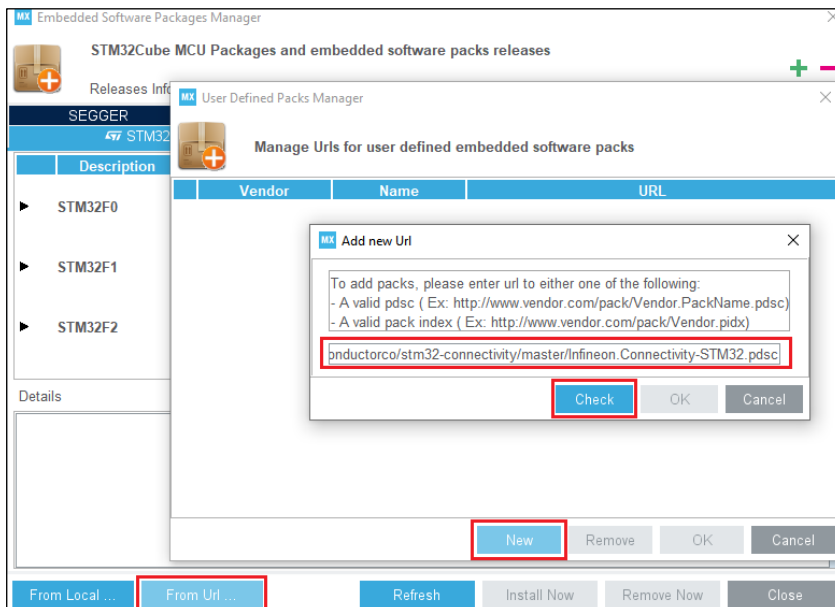 MX Embedded Software Packages Manager
STM32Cube MCU Packages and embedded software packs releases
Releases Info
MX User Defined Packs Manager
SEGGER
STM32
Manage Urls for user defined embedded software packs
Description
Vendor Name URL
STM32F0
MX Add new Url
To add packs, please enter url to either one of the following:
- A valid pdsc ( Ex: http://www.vendor.com/pack/Vendor.PackName.pdsc)
- A valid pack index ( Ex: http://www.vendor.com/pack/Vendor.pidx)
STM32F1
STM32F2
onductorco/stm32-connectivity/master/Infineon.Connectivity-STM32.pdsc
Check OK Cancel
Details
New Remove OK Cancel
From Local ... From Url ... Refresh Install Now Remove Now Close